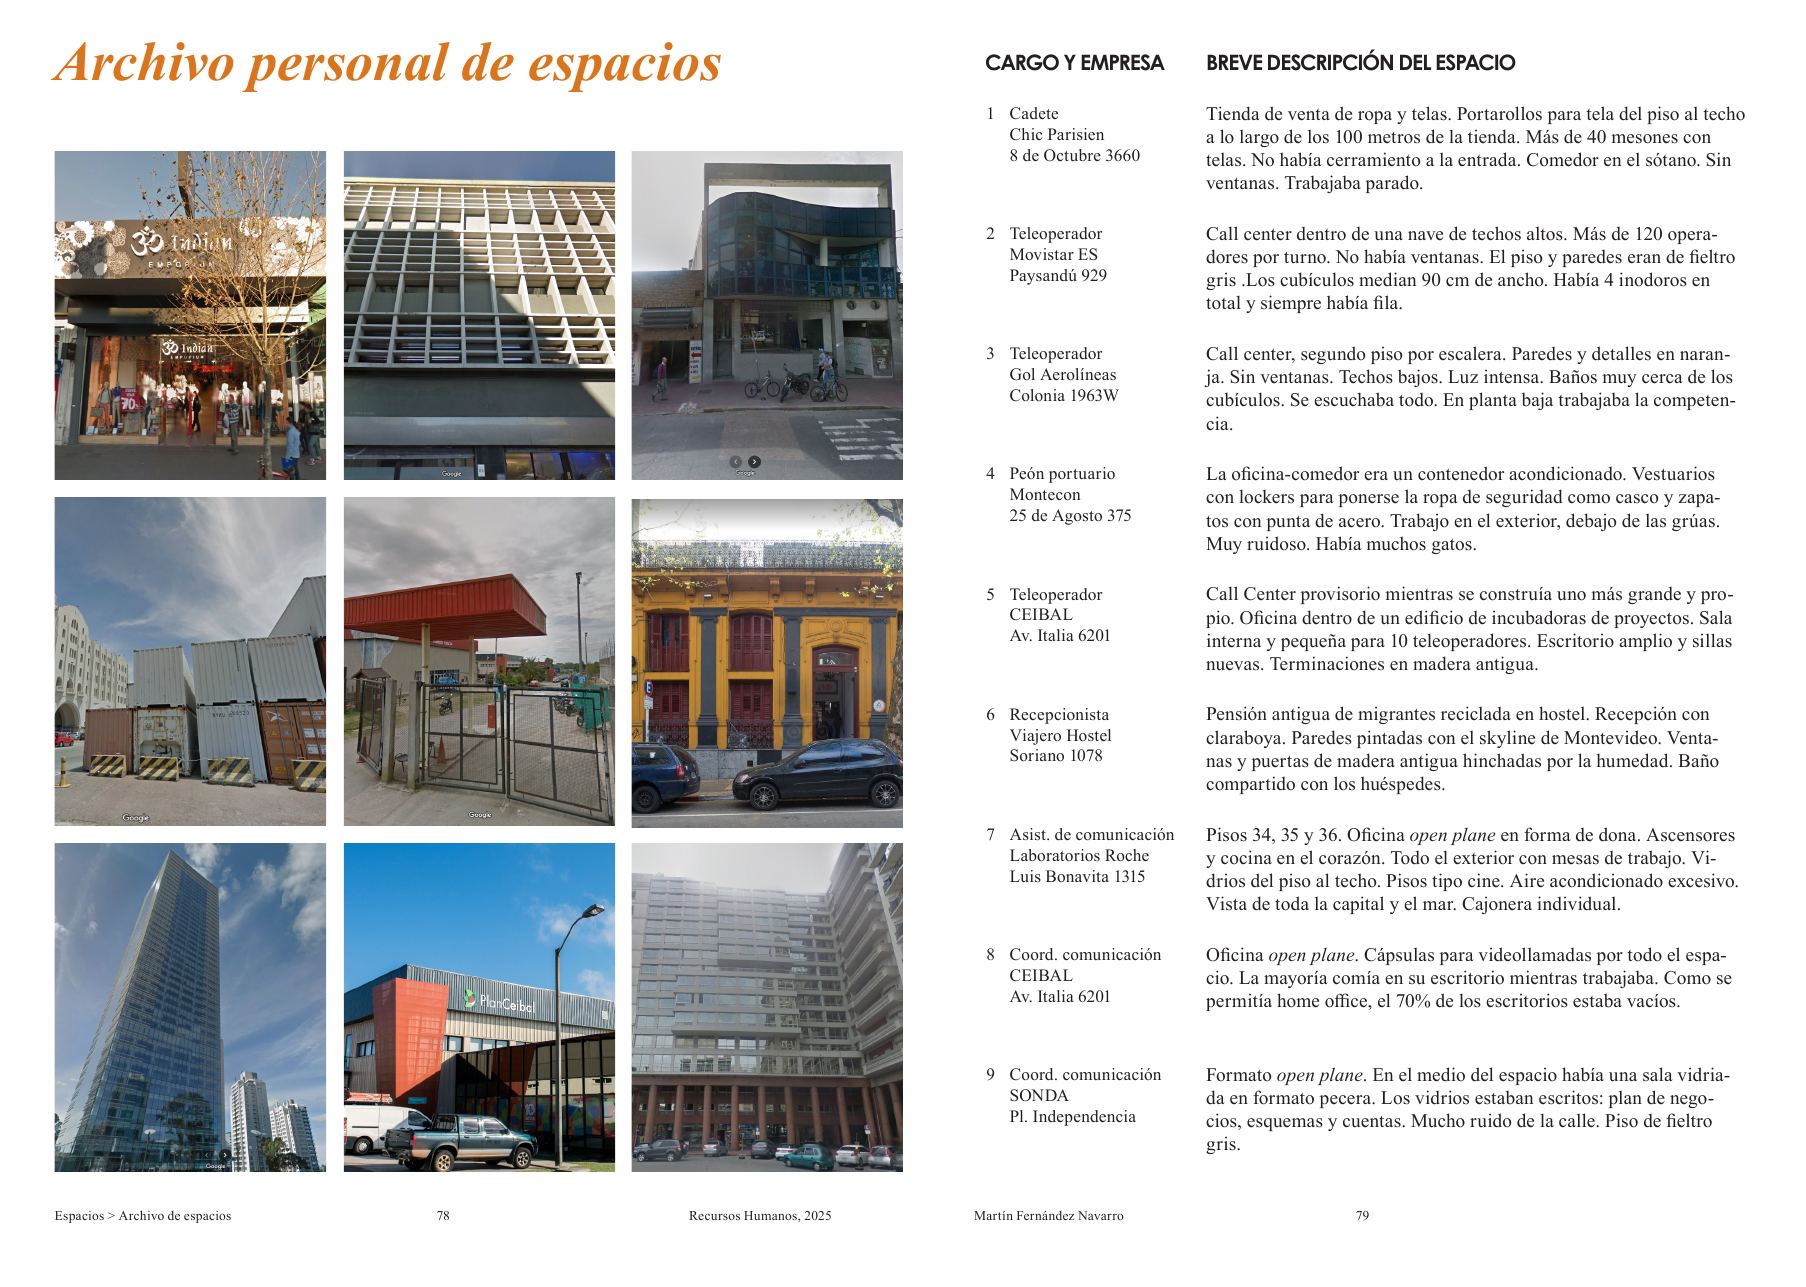 Archivo personal de espacios
Indian
EMPORIUM
Indian
EMPORIUM
70%
Google
Google
Google
Google
PlanCeibal
Google
CARGO Y EMPRESA
BREVE DESCRIPCIÓN DEL ESPACIO
1 Cadete
Chic Parisien
8 de Octubre 3660
Tienda de venta de ropa y telas. Portarollos para tela del piso al techo
a lo largo de los 100 metros de la tienda. Más de 40 mesones con
telas. No había cerramiento a la entrada. Comedor en el sótano. Sin
ventanas. Trabajaba parado.
2 Teleoperador
Movistar ES
Paysandú 929
Call center dentro de una nave de techos altos. Más de 120 opera-
dores por turno. No había ventanas. El piso y paredes eran de fieltro
gris .Los cubículos median 90 cm de ancho. Había 4 inodoros en
total y siempre había fila.
3 Teleoperador
Gol Aerolíneas
Colonia 1963W
Call center, segundo piso por escalera. Paredes y detalles en naran-
ja. Sin ventanas. Techos bajos. Luz intensa. Baños muy cerca de los
cubículos. Se escuchaba todo. En planta baja trabajaba la competen-
cia.
4 Peón portuario
Montecon
25 de Agosto 375
La oficina-comedor era un contenedor acondicionado. Vestuarios
con lockers para ponerse la ropa de seguridad como casco y zapa-
tos con punta de acero. Trabajo en el exterior, debajo de las grúas.
Muy ruidoso. Había muchos gatos.
5 Teleoperador
CEIBAL
Av. Italia 6201
Call Center provisorio mientras se construía uno más grande y pro-
pio. Oficina dentro de un edificio de incubadoras de proyectos. Sala
interna y pequeña para 10 teleoperadores. Escritorio amplio y sillas
nuevas. Terminaciones en madera antigua.
6 Recepcionista
Viajero Hostel
Soriano 1078
Pensión antigua de migrantes reciclada en hostel. Recepción con
claraboya. Paredes pintadas con el skyline de Montevideo. Venta-
nas y puertas de madera antigua hinchadas por la humedad. Baño
compartido con los huéspedes.
7 Asist. de comunicación
Laboratorios Roche
Luis Bonavita 1315
Pisos 34, 35 y 36. Oficina open plane en forma de dona. Ascensores
y cocina en el corazón. Todo el exterior con mesas de trabajo. Vi-
drios del piso al techo. Pisos tipo cine. Aire acondicionado excesivo.
Vista de toda la capital y el mar. Cajonera individual.
8 Coord. comunicación
CEIBAL
Av. Italia 6201
Oficina open plane. Cápsulas para videollamadas por todo el espa-
cio. La mayoría comía en su escritorio mientras trabajaba. Como se
permitía home office, el 70% de los escritorios estaba vacíos.
9 Coord. comunicación
SONDA
Pl. Independencia
Formato open plane. En el medio del espacio había una sala vidria-
da en formato pecera. Los vidrios estaban escritos: plan de nego-
cios, esquemas y cuentas. Mucho ruido de la calle. Piso de fieltro
gris.
Espacios > Archivo de espacios
78
Recursos Humanos, 2025
Martín Fernández Navarro
79